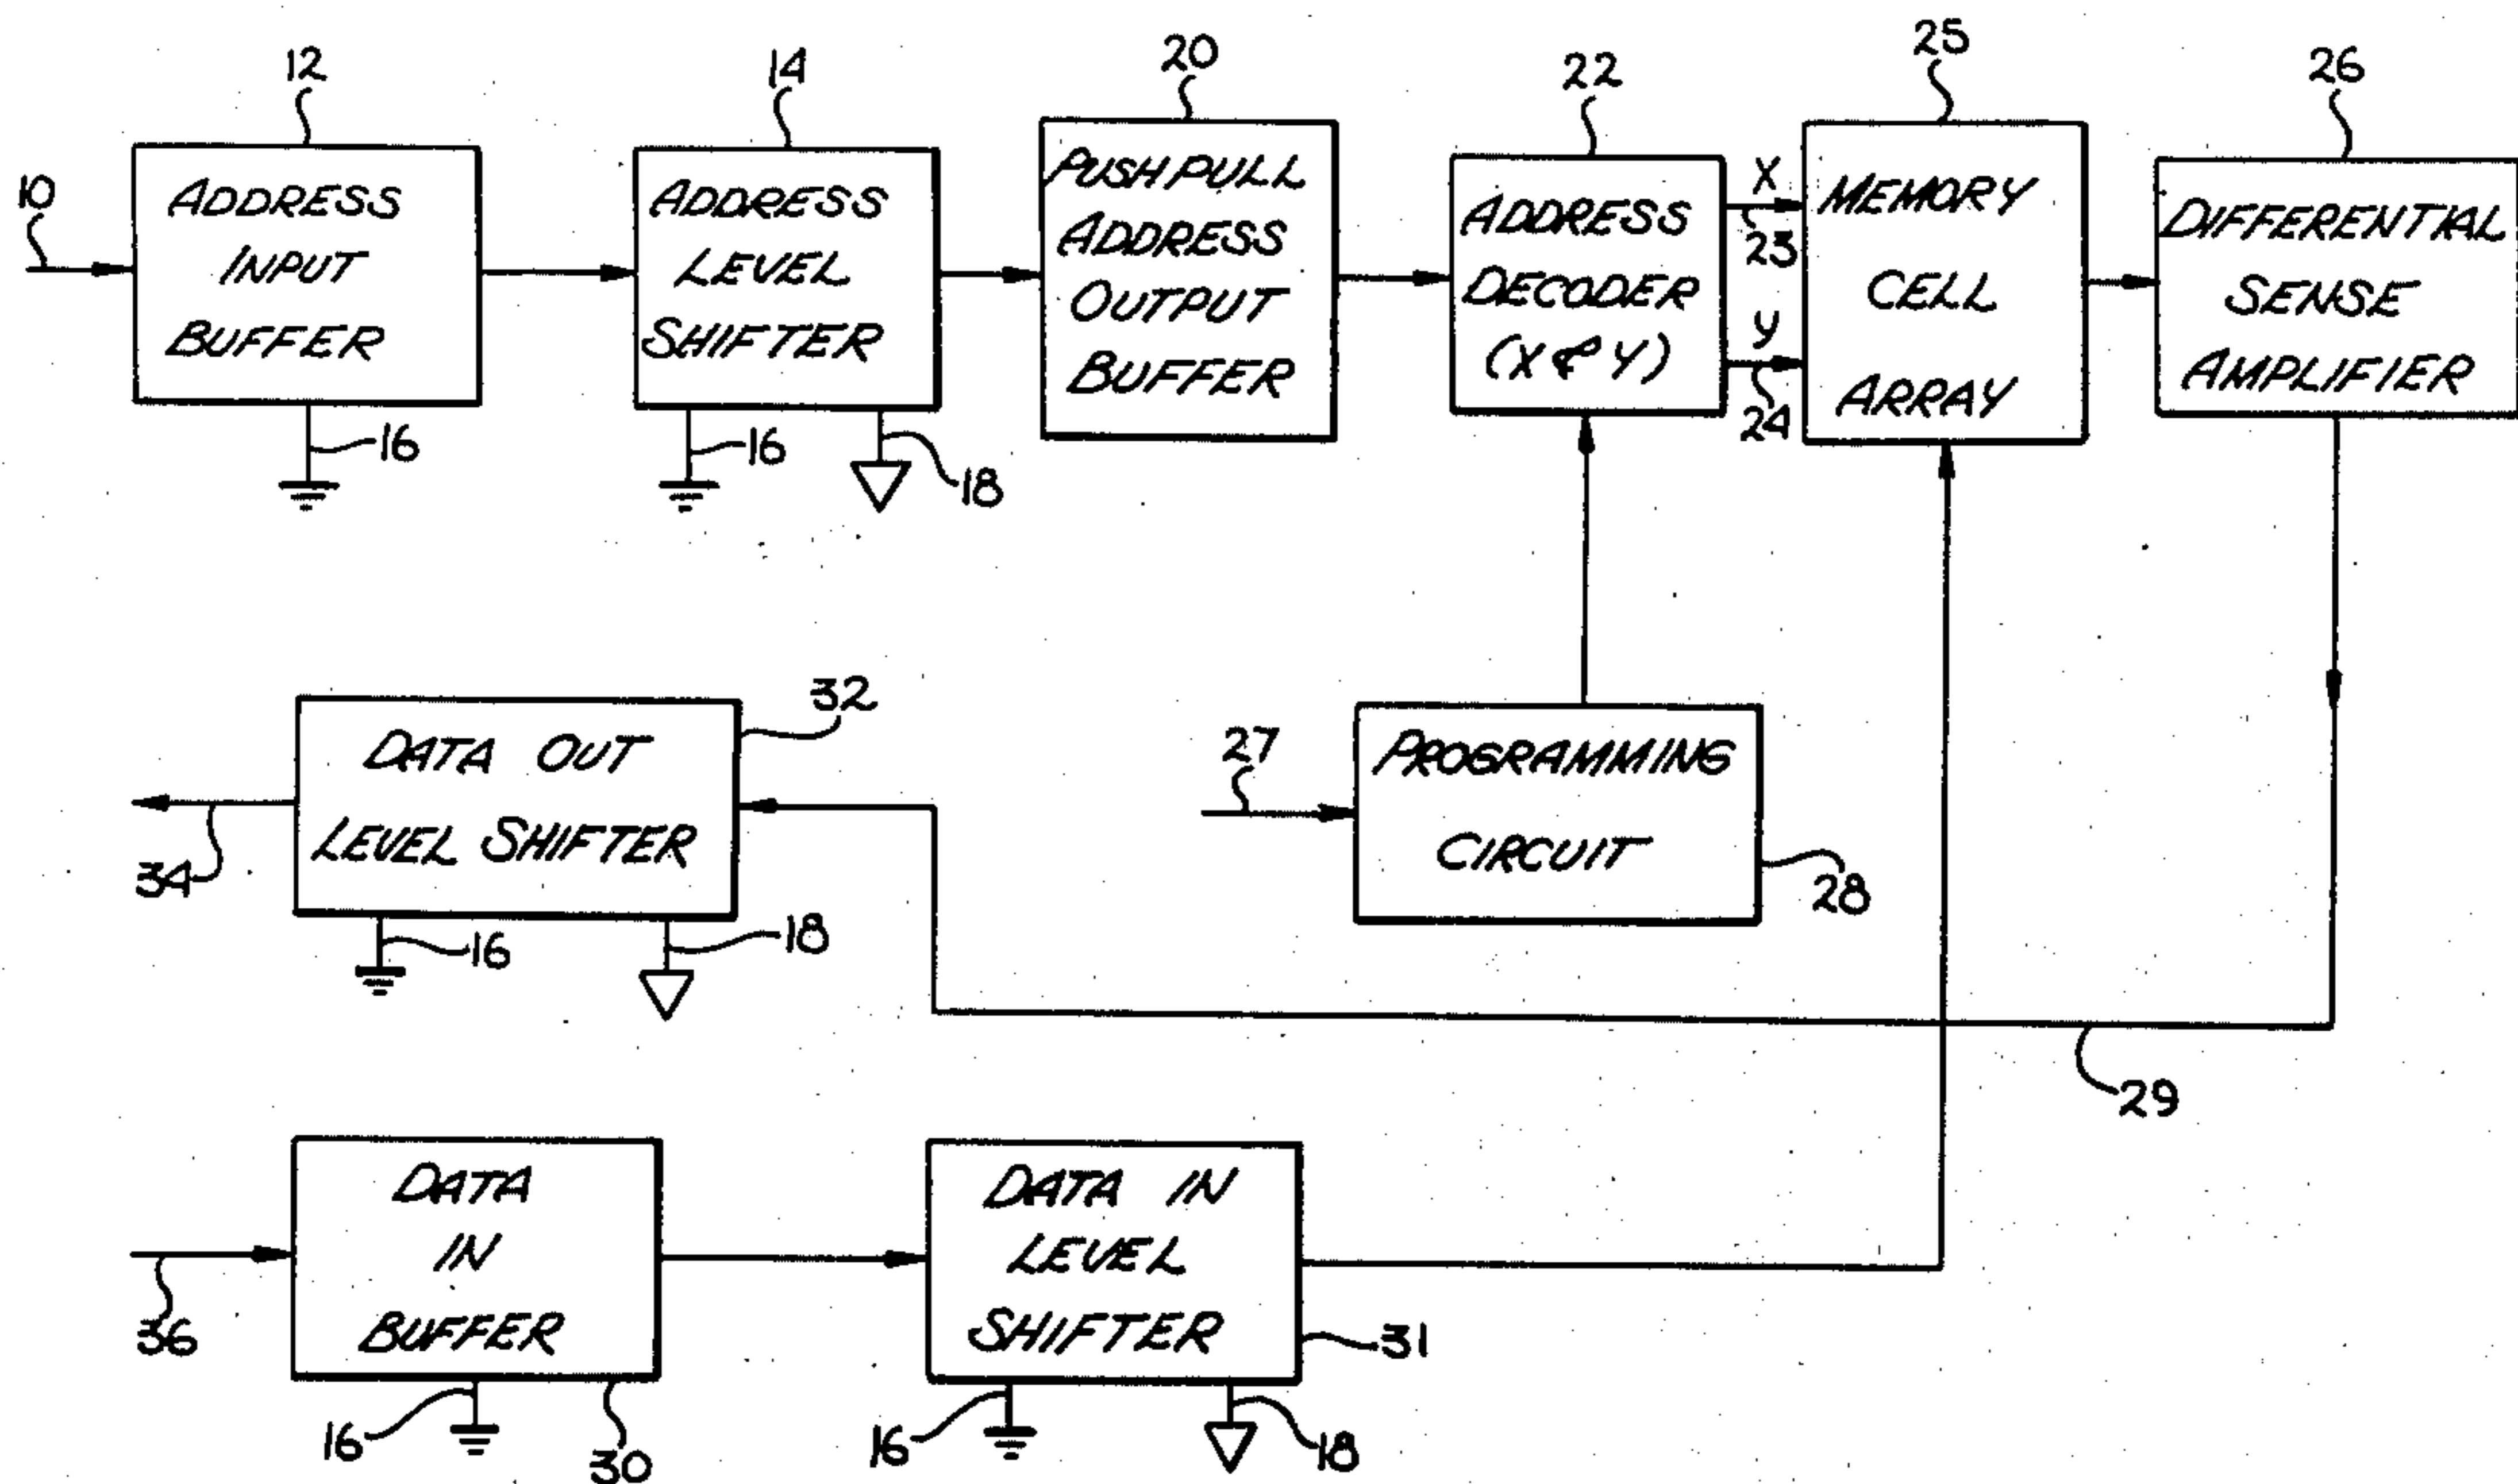 12
14
20
22
25
26
10
ADDRESS
INPUT
BUFFER
ADDRESS
LEVEL
SHIFTER
PUSH PULL
ADDRESS
OUTPUT
BUFFER
ADDRESS
DECODER
(X & Y)
X
23
Y
24
MEMORY
CELL
ARRAY
DIFFERENTIAL
SENSE
AMPLIFIER
16
16
18
32
DATA OUT
LEVEL SHIFTER
34
16
18
27
PROGRAMMING
CIRCUIT
28
29
DATA
IN
BUFFER
36
16
30
DATA IN
LEVEL
SHIFTER
31
16
18